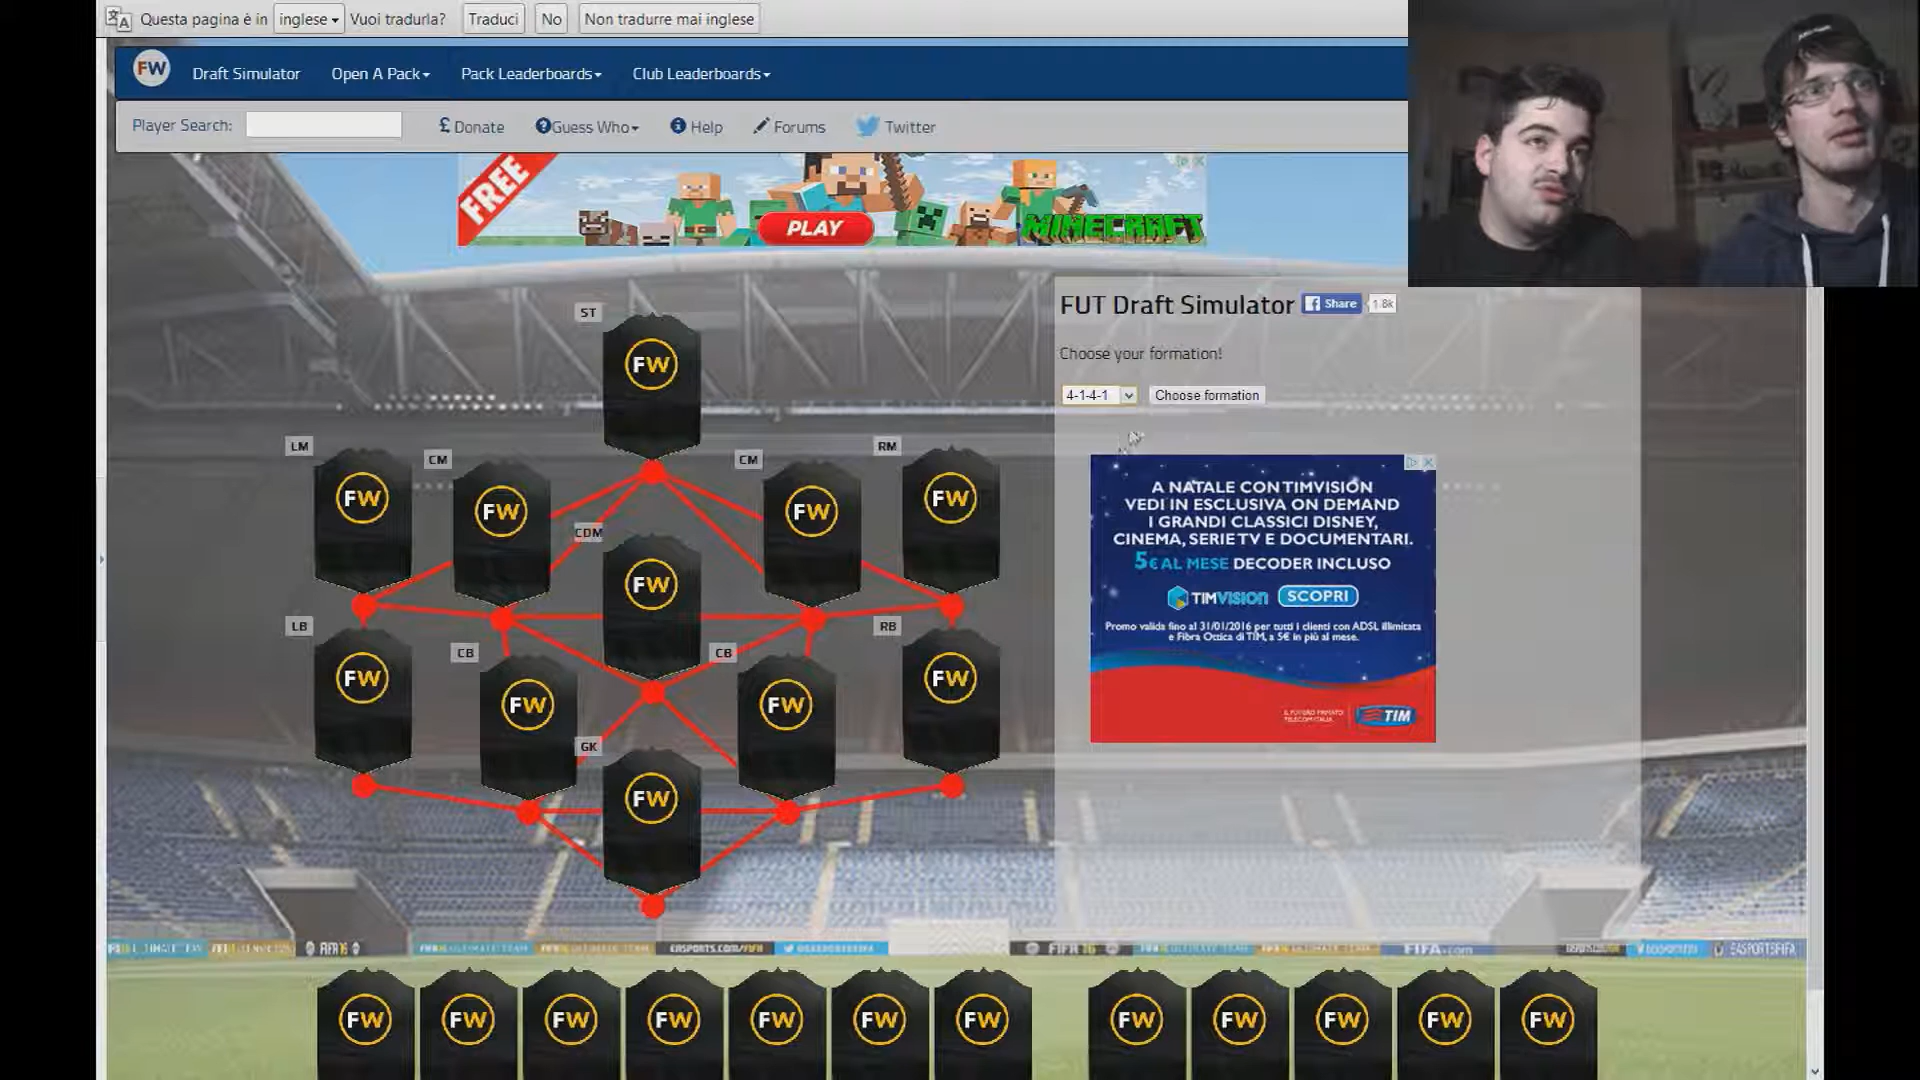 Questa pagina è in inglese Vuoi tradurla? Traduci No Non tradurre mai inglese
FW Draft Simulator Open A Pack Pack Leaderboards Club Leaderboards
Player Search: £ Donate Guess Who Help Forums Twitter
FREE
PLAY
MINECRAFT
FUT Draft Simulator Share 1.8k
Choose your formation!
4-1-4-1 Choose formation
ST
FW
LM CM CM RM
FW FW FW FW
CDM
FW
LB CB CB RB
FW FW FW FW
GK
FW
A NATALE CON TIMVISION
VEDI IN ESCLUSIVA ON DEMAND
I GRANDI CLASSICI DISNEY,
CINEMA, SERIE TV E DOCUMENTARI.
5€ AL MESE DECODER INCLUSO
TIMVISION SCOPRI
Promo valida fino al 31/01/2016 per tutti i clienti con ADSL illimitata
e Fibra Ottica di TIM, a 5€ in più al mese.
TIM
FIFA 16 EASPORTS.COM/FIFA FIFA 16 FIFA.com EASPORTSFIFA
FW FW FW FW FW FW FW FW FW FW FW FW